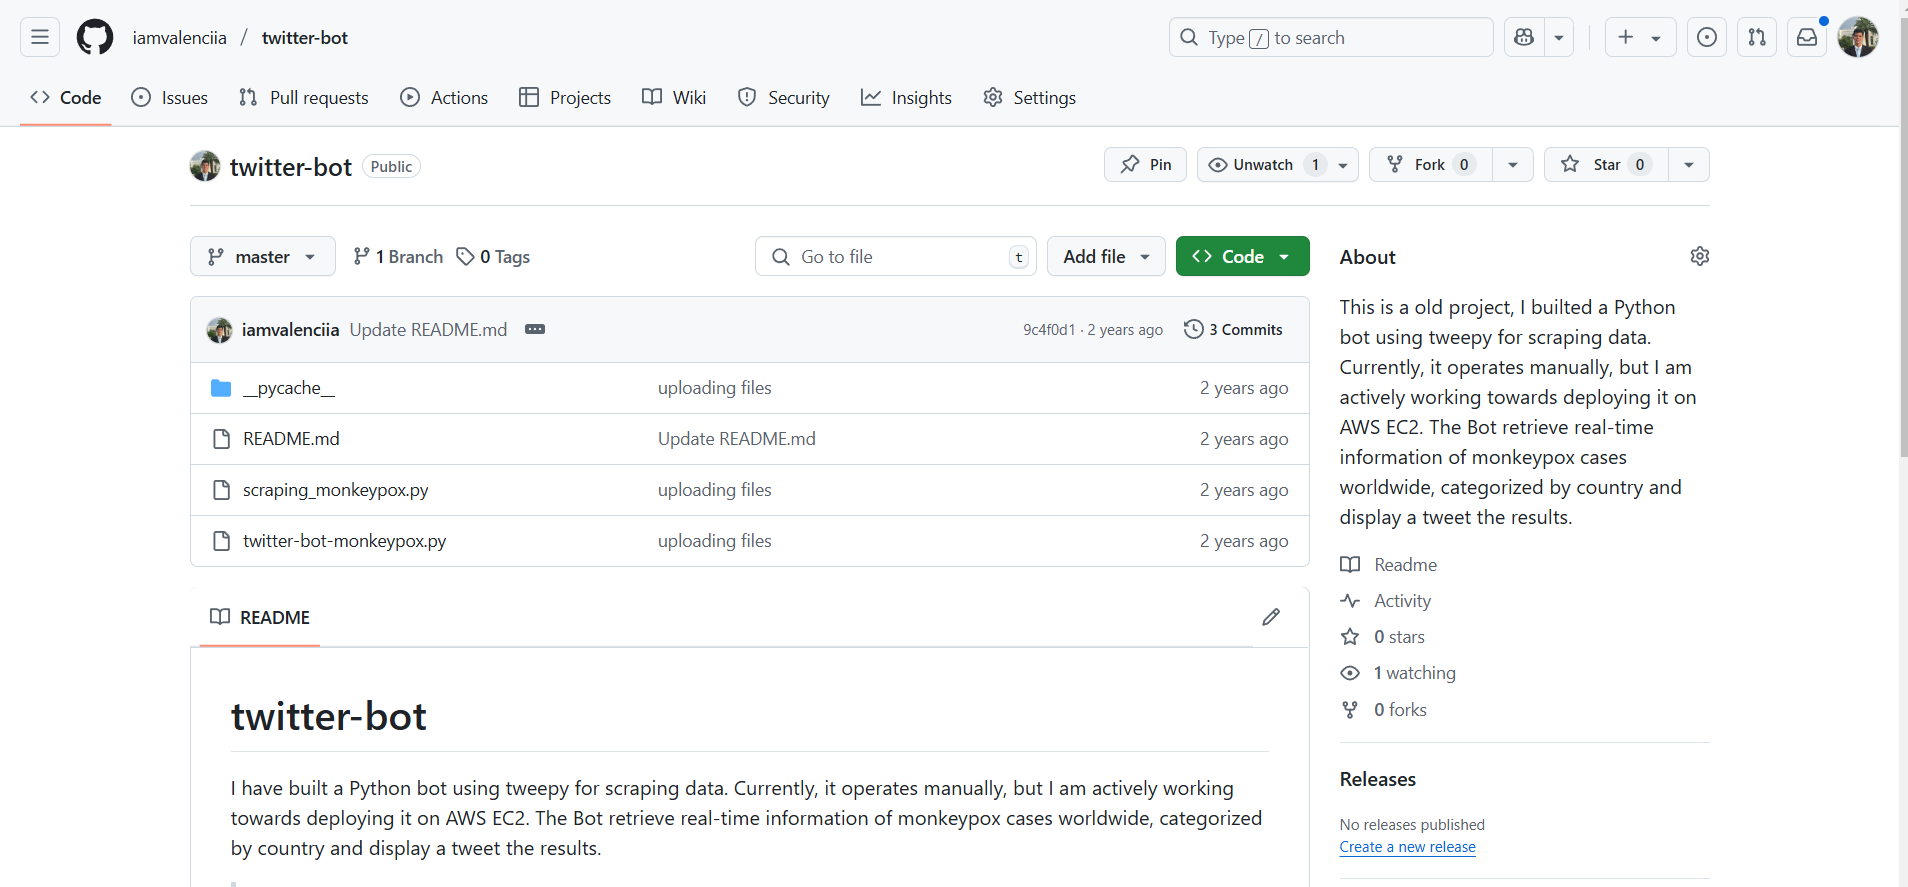 iamvalenciia / twitter-bot
Type / to search
Code
Issues
Pull requests
Actions
Projects
Wiki
Security
Insights
Settings
twitter-bot Public
Pin
Unwatch 1
Fork 0
Star 0
master
1 Branch
0 Tags
Go to file t
Add file
Code
iamvalenciia Update README.md
9c4f0d1 · 2 years ago
3 Commits
__pycache__ uploading files 2 years ago
README.md Update README.md 2 years ago
scraping_monkeypox.py uploading files 2 years ago
twitter-bot-monkeypox.py uploading files 2 years ago
README
twitter-bot
I have built a Python bot using tweepy for scraping data. Currently, it operates manually, but I am actively working
towards deploying it on AWS EC2. The Bot retrieve real-time information of monkeypox cases worldwide, categorized
by country and display a tweet the results.
About
This is a old project, I builted a Python
bot using tweepy for scraping data.
Currently, it operates manually, but I am
actively working towards deploying it on
AWS EC2. The Bot retrieve real-time
information of monkeypox cases
worldwide, categorized by country and
display a tweet the results.
Readme
Activity
0 stars
1 watching
0 forks
Releases
No releases published
Create a new release